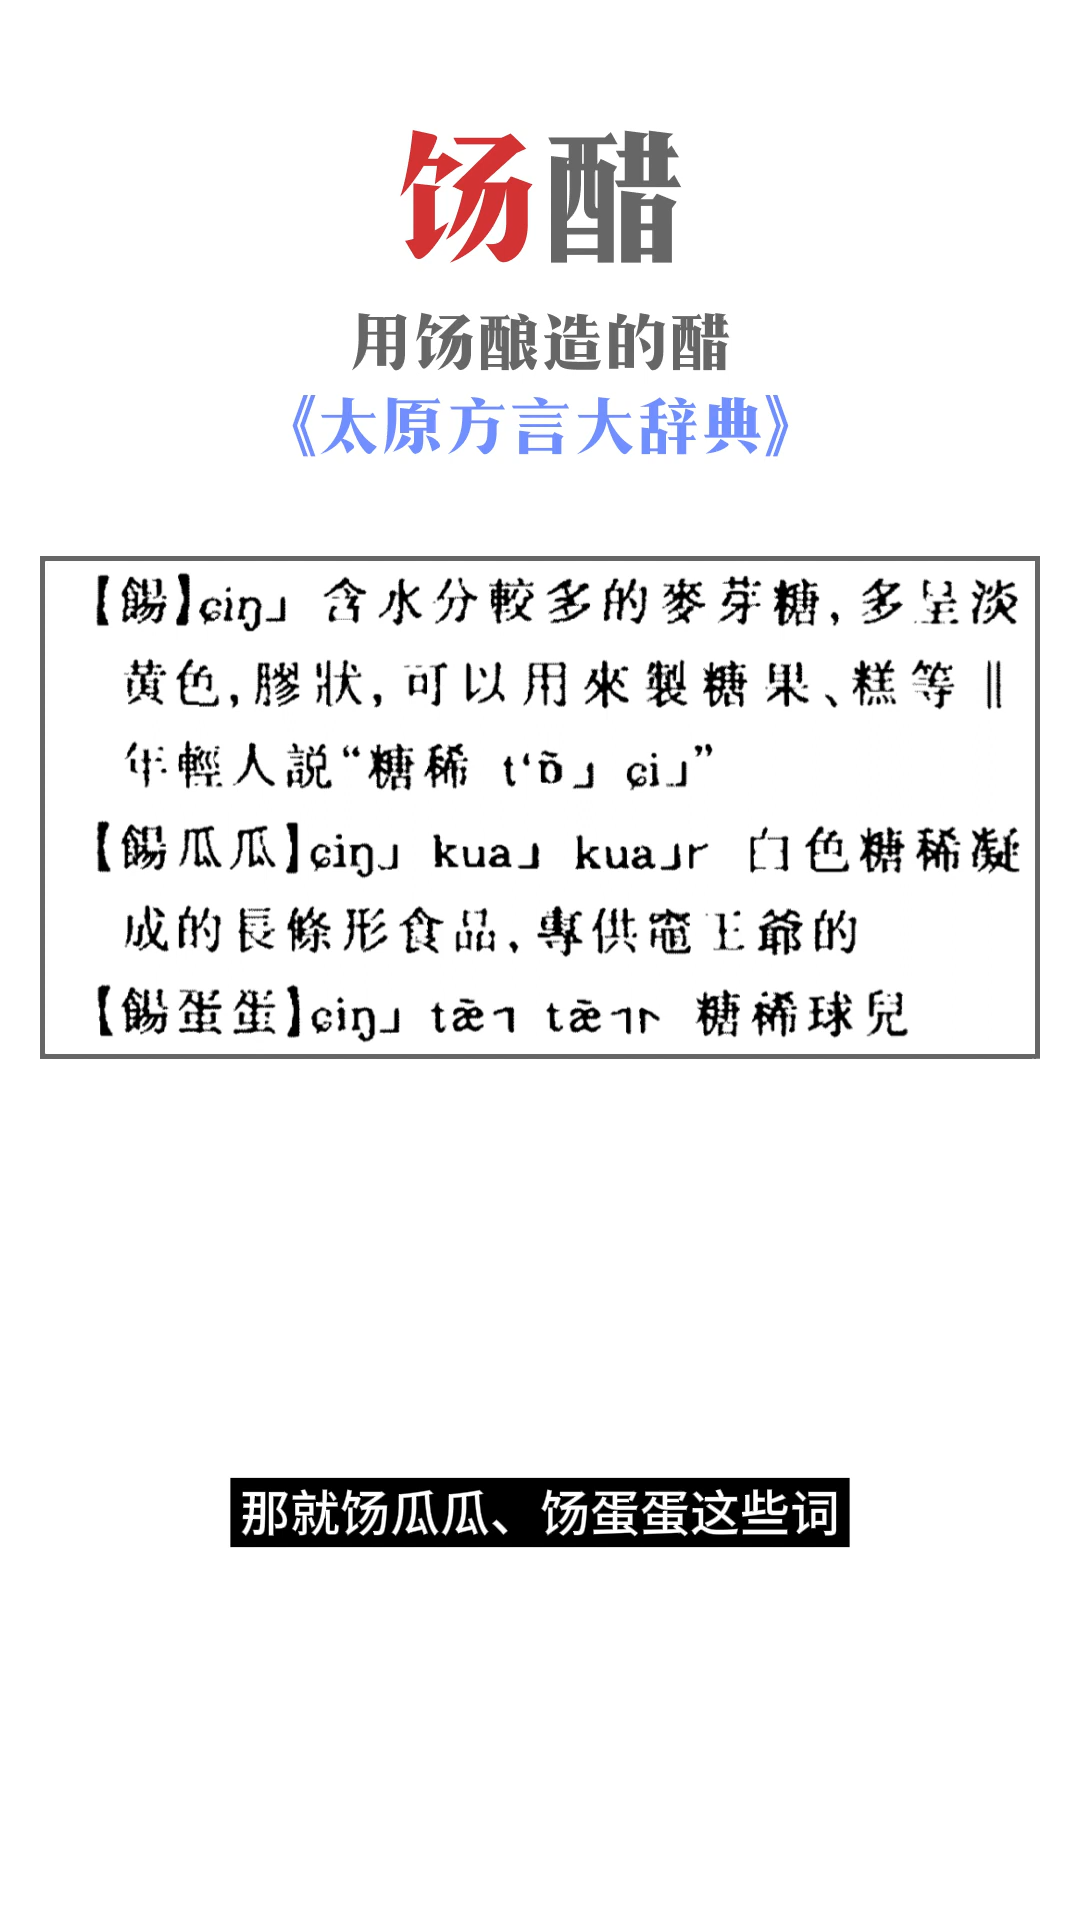 饧醋
用饧酿造的醋
《太原方言大辞典》
【餳】ɕiŋ˩ 含水分較多的麥芽糖，多呈淡
黄色，膠狀，可以用來製糖果、糕等‖
年輕人説“糖稀 tʻɒ̃˩ ɕi˩”
【餳瓜瓜】ɕiŋ˩ kua˩ kua˩r 白色糖稀凝
成的長條形食品，專供竈王爺的
【餳蛋蛋】ɕiŋ˩ tæ̃˥ tæ̃˥r 糖稀球兒
那就饧瓜瓜、饧蛋蛋这些词